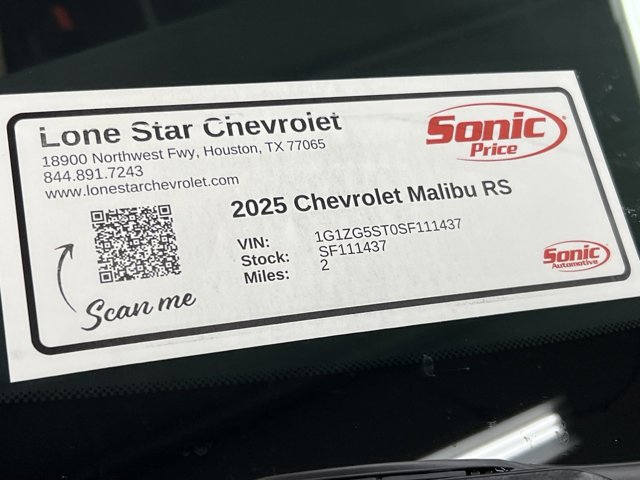 Lone Star Chevrolet
18900 Northwest Fwy, Houston, TX 77065
844.891.7243
www.lonestarchevrolet.com
Sonic
Price
2025 Chevrolet Malibu RS
VIN: 1G1ZG5ST0SF111437
Stock: SF111437
Miles: 2
Scan me
Sonic
Automotive